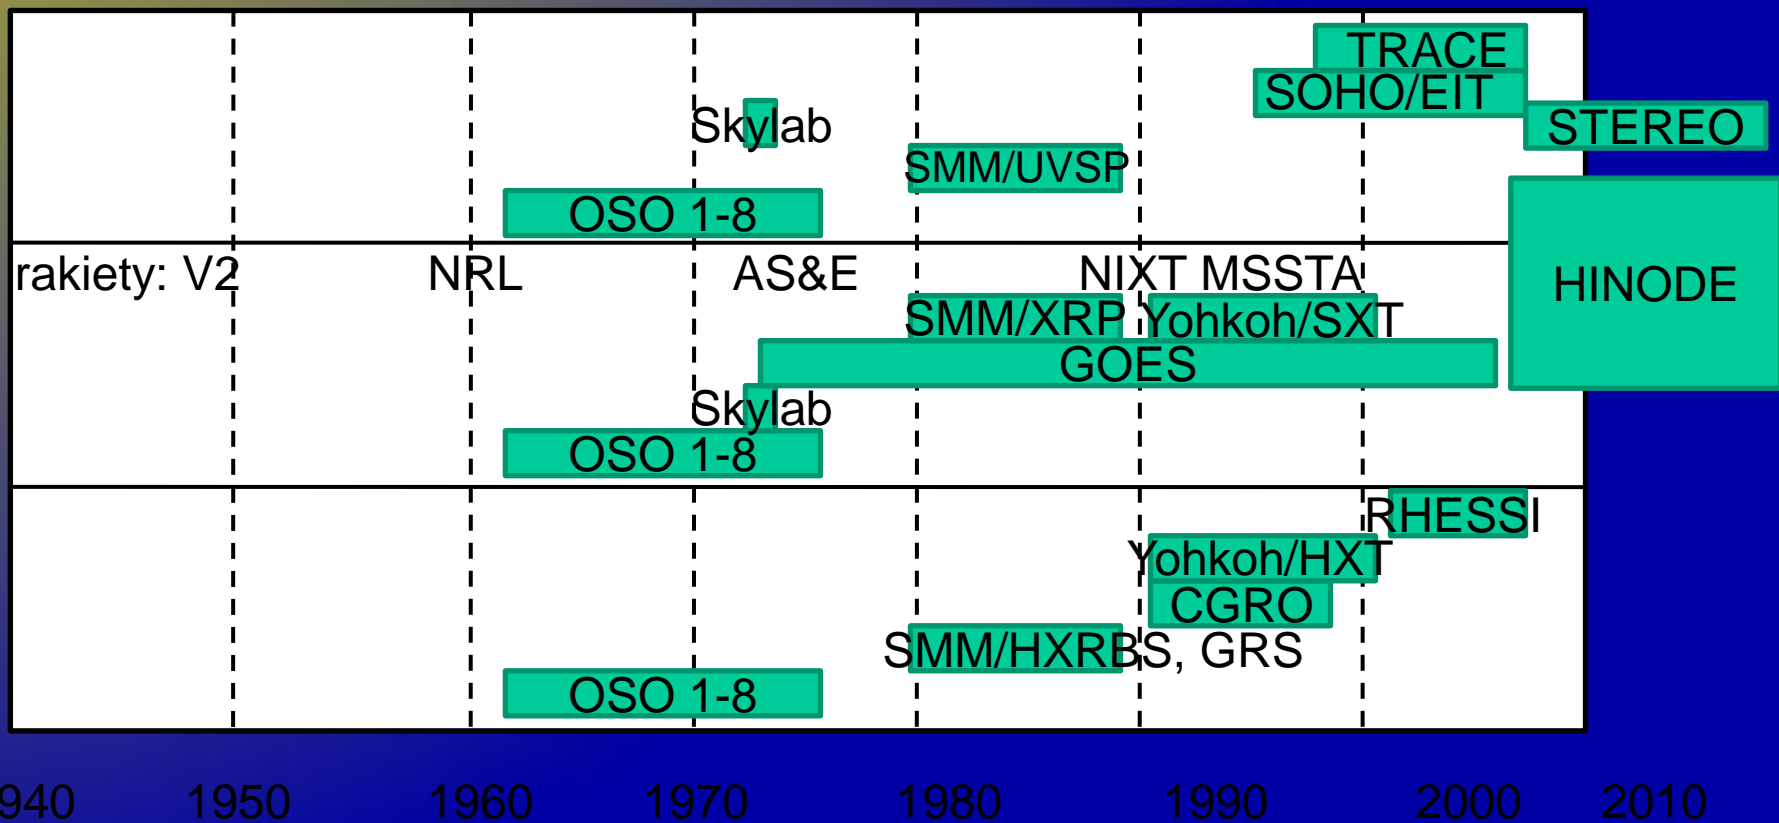 TRACE
SOHO/EIT
STEREO
Skylab
SMM/UVSP
OSO 1-8
rakiety: V2 NRL AS&E NIXT MSSTA
HINODE
SMM/XRP Yohkoh/SXT
GOES
Skylab
OSO 1-8
RHESSI
Yohkoh/HXT
CGRO
SMM/HXRBS, GRS
OSO 1-8
940 1950 1960 1970 1980 1990 2000 2010